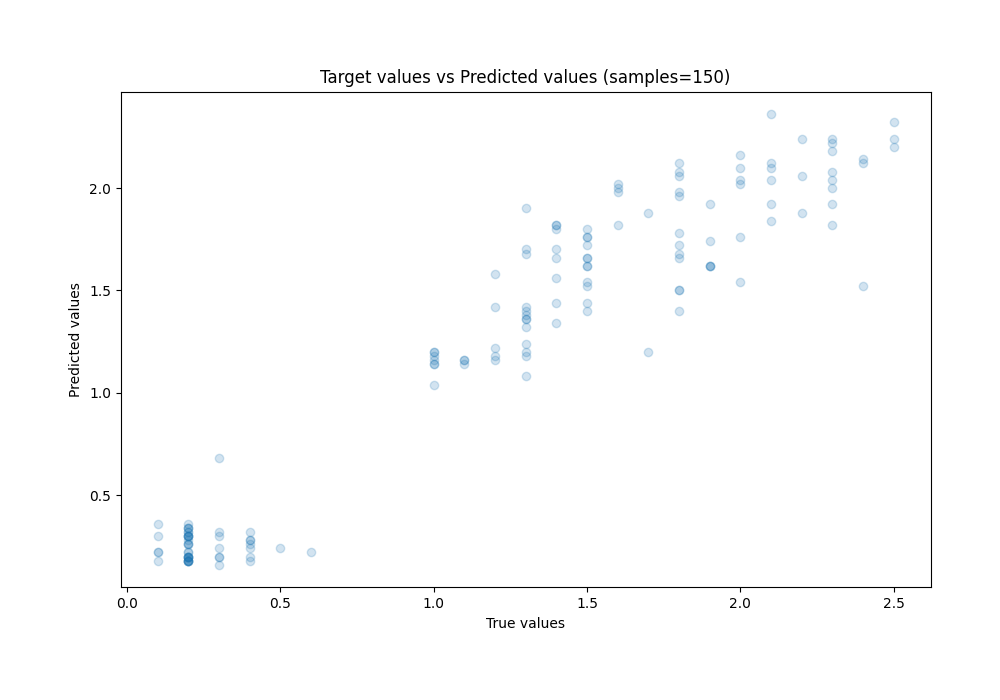 Target values vs Predicted values (samples=150)
Predicted values
2.0
1.5
1.0
0.5
0.0 0.5 1.0 1.5 2.0 2.5
True values